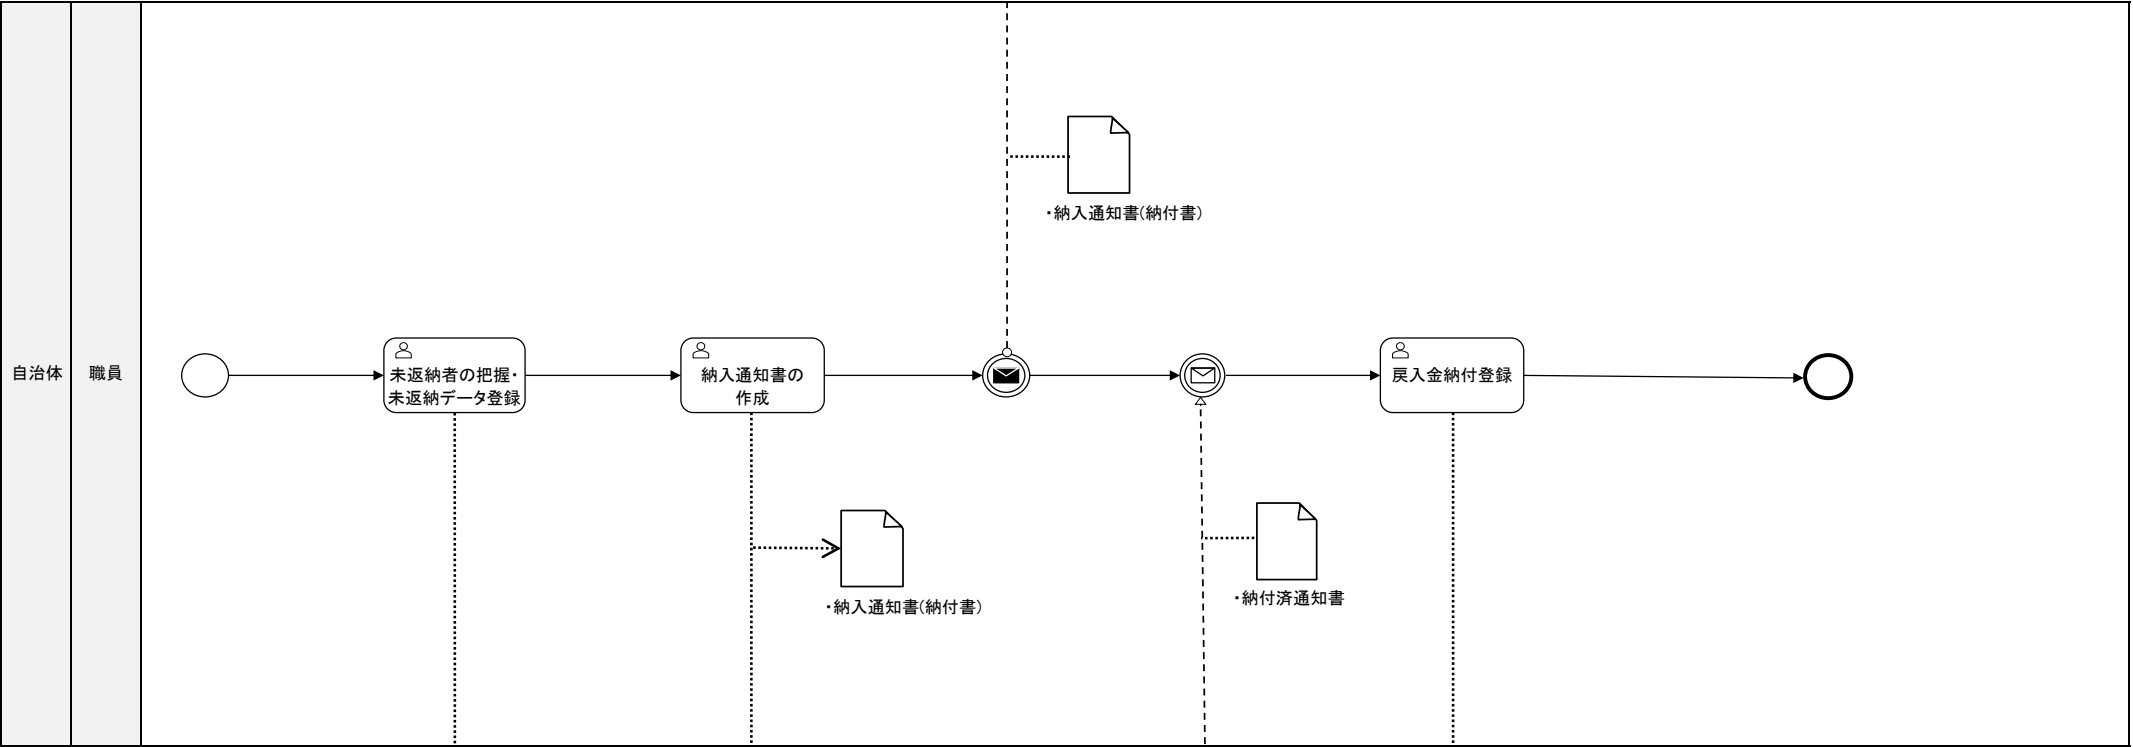 自治体
職員
・納入通知書(納付書)
未返納者の把握・
未返納データ登録
納入通知書の
作成
戻入金納付登録
・納入通知書(納付書)
・納付済通知書